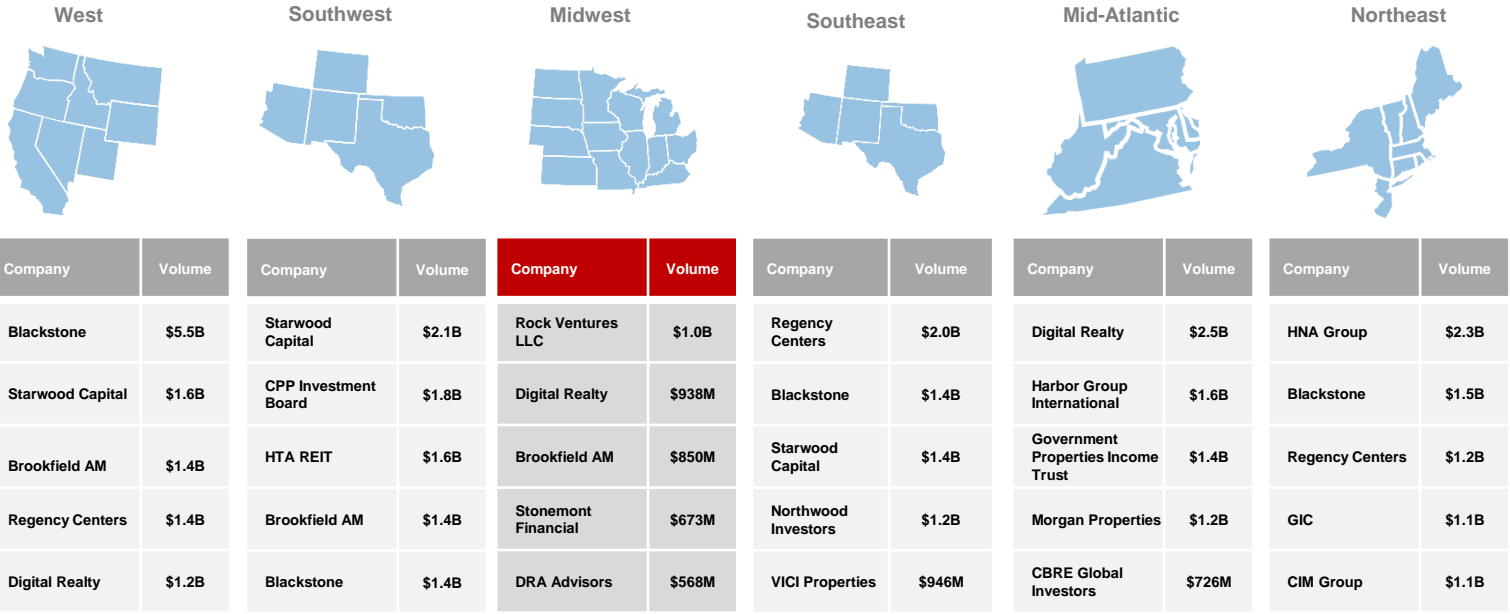 West
Southwest
Midwest
Southeast
Mid-Atlantic
Northeast
Company Volume
Blackstone $5.5B
Starwood Capital $1.6B
Brookfield AM $1.4B
Regency Centers $1.4B
Digital Realty $1.2B
Company Volume
Starwood
Capital $2.1B
CPP Investment
Board $1.8B
HTA REIT $1.6B
Brookfield AM $1.4B
Blackstone $1.4B
Company Volume
Rock Ventures
LLC $1.0B
Digital Realty $938M
Brookfield AM $850M
Stonemont
Financial $673M
DRA Advisors $568M
Company Volume
Regency
Centers $2.0B
Blackstone $1.4B
Starwood
Capital $1.4B
Northwood
Investors $1.2B
VICI Properties $946M
Company Volume
Digital Realty $2.5B
Harbor Group
International $1.6B
Government
Properties Income $1.4B
Trust
Morgan Properties $1.2B
CBRE Global
Investors $726M
Company Volume
HNA Group $2.3B
Blackstone $1.5B
Regency Centers $1.2B
GIC $1.1B
CIM Group $1.1B